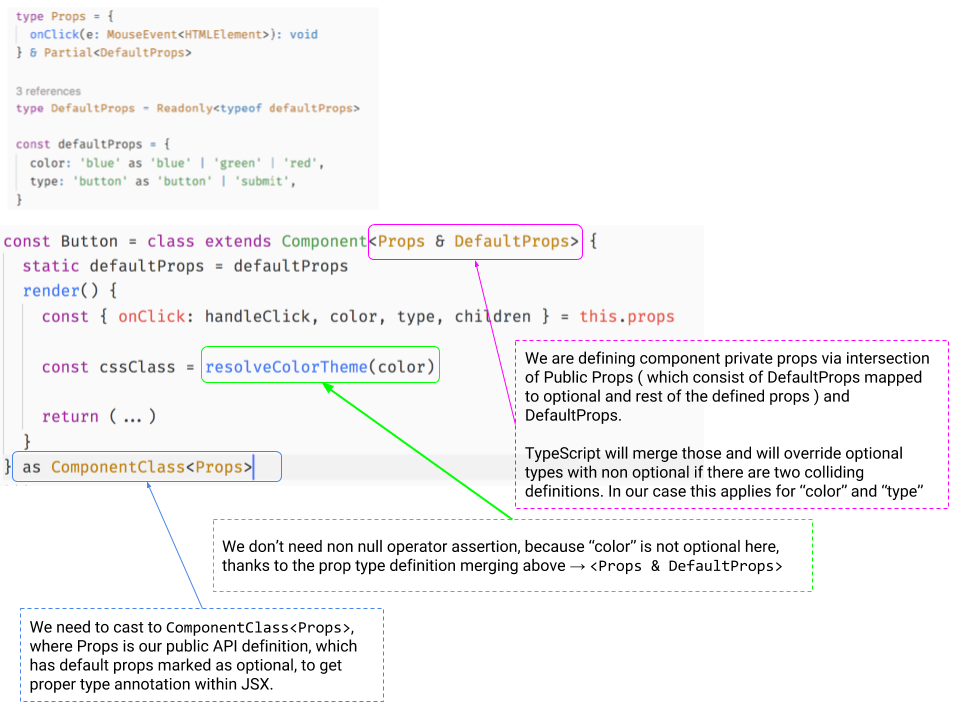 type Props = {
onClick(e: MouseEvent<HTMLElement>): void
} & Partial<DefaultProps>
3 references
type DefaultProps = Readonly<typeof defaultProps>
const defaultProps = {
color: 'blue' as 'blue' | 'green' | 'red',
type: 'button' as 'button' | 'submit',
}
const Button = class extends Component<Props & DefaultProps> {
static defaultProps = defaultProps
render() {
const { onClick: handleClick, color, type, children } = this.props
const cssClass = resolveColorTheme(color)
return (...)
}
} as ComponentClass<Props>
We are defining component private props via intersection
of Public Props ( which consist of DefaultProps mapped
to optional and rest of the defined props ) and
DefaultProps.
TypeScript will merge those and will override optional
types with non optional if there are two colliding
definitions. In our case this applies for “color” and “type”
We don’t need non null operator assertion, because “color” is not optional here,
thanks to the prop type definition merging above → <Props & DefaultProps>
We need to cast to ComponentClass<Props>,
where Props is our public API definition, which
has default props marked as optional, to get
proper type annotation within JSX.